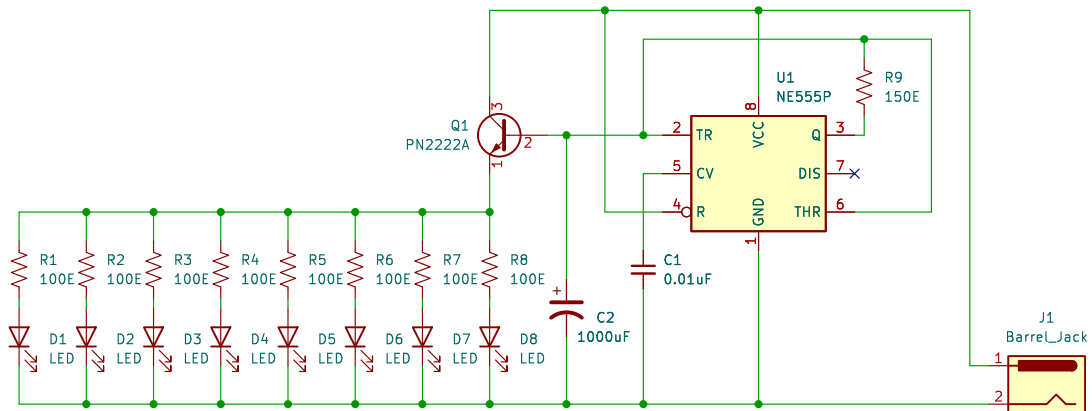 U1
NE555P
R9
150E
Q1
PN2222A
3
2
1
8
VCC
2
TR
Q
3
5
CV
DIS
7
4
R
THR
6
GND
1
R1
100E
R2
100E
R3
100E
R4
100E
R5
100E
R6
100E
R7
100E
R8
100E
C1
0.01uF
+
C2
1000uF
D1
LED
D2
LED
D3
LED
D4
LED
D5
LED
D6
LED
D7
LED
D8
LED
J1
Barrel_Jack
1
2